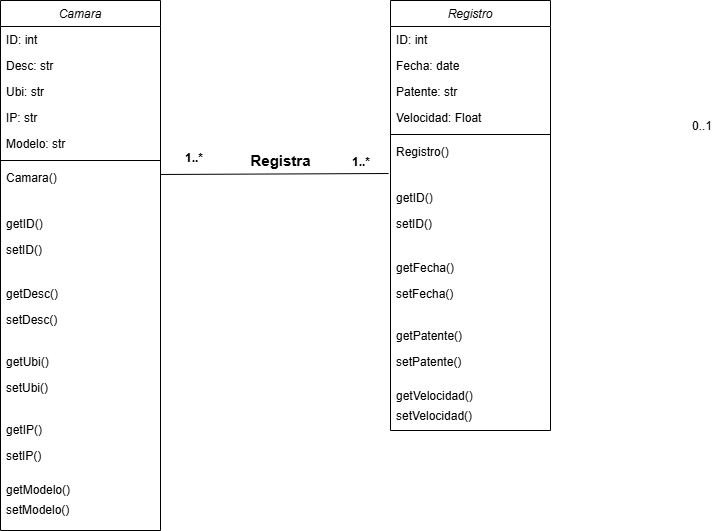 Camara
ID: int
Desc: str
Ubi: str
IP: str
Modelo: str
Camara()
getID()
setID()
getDesc()
setDesc()
getUbi()
setUbi()
getIP()
setIP()
getModelo()
setModelo()
1..*
Registra
1..*
Registro
ID: int
Fecha: date
Patente: str
Velocidad: Float
Registro()
getID()
setID()
getFecha()
setFecha()
getPatente()
setPatente()
getVelocidad()
setVelocidad()
0..1